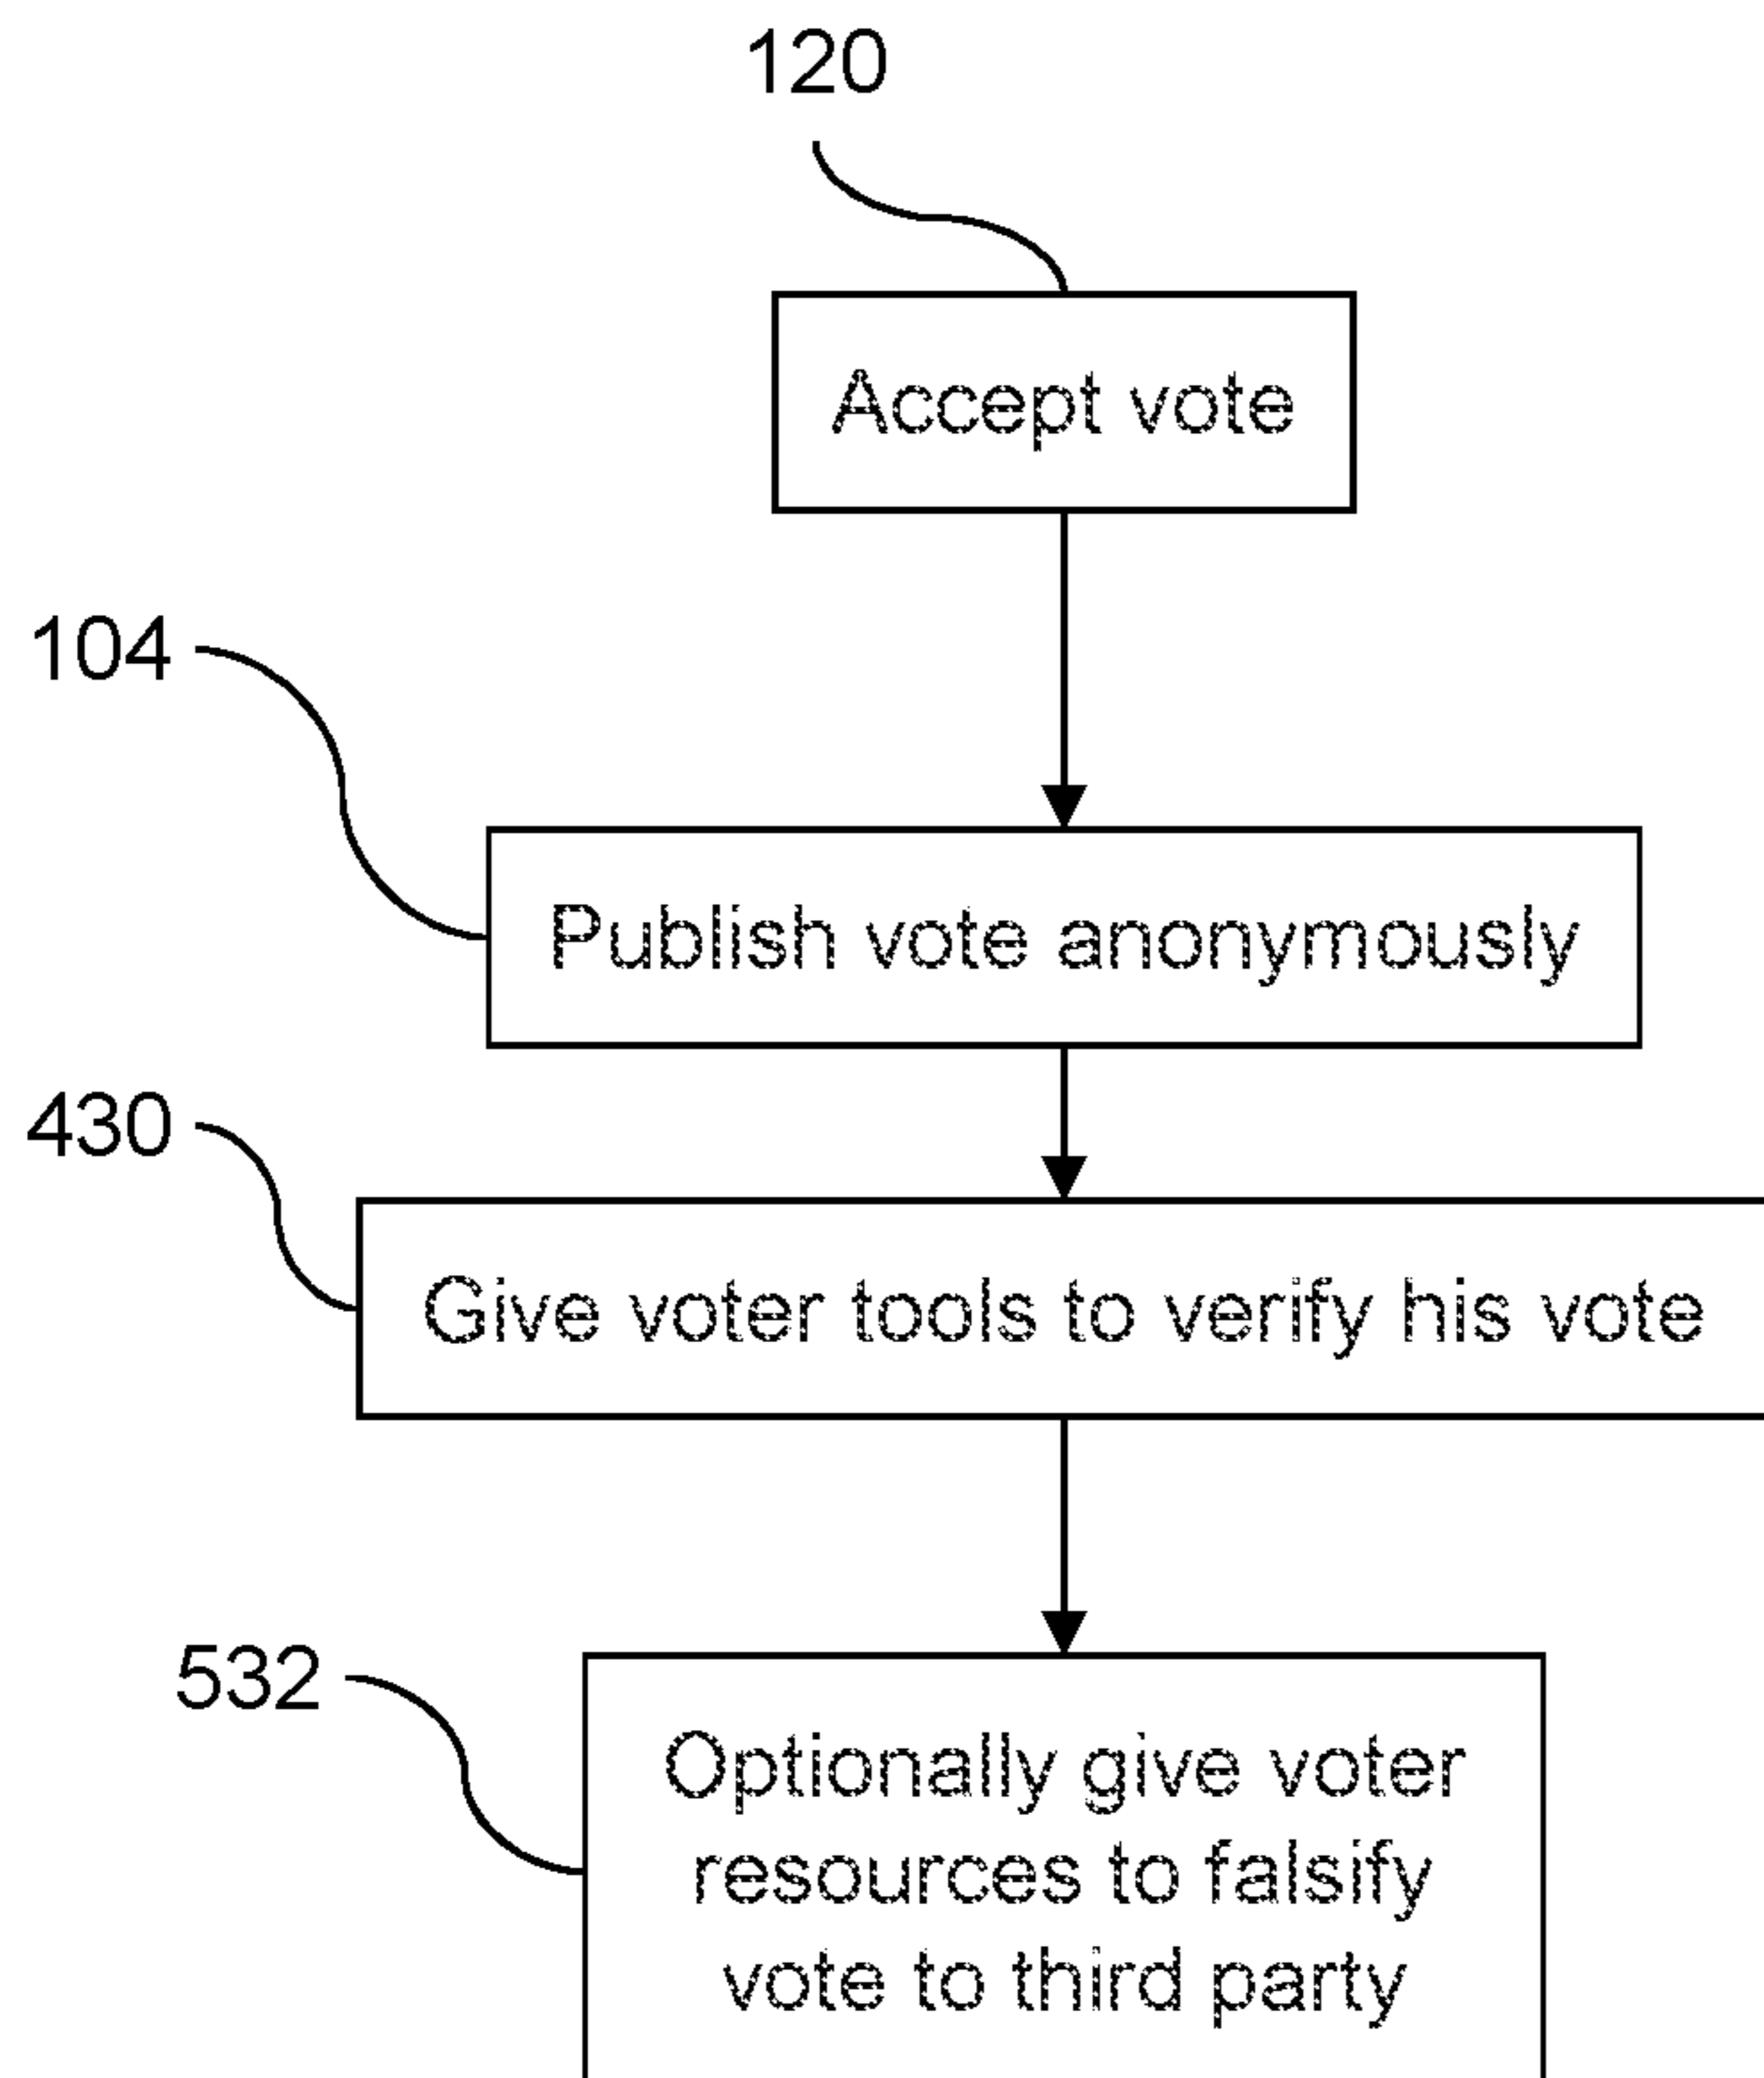 120
Accept vote
104
Publish vote anonymously
430
Give voter tools to verify his vote
532
Optionally give voter
resources to falsify
vote to third party